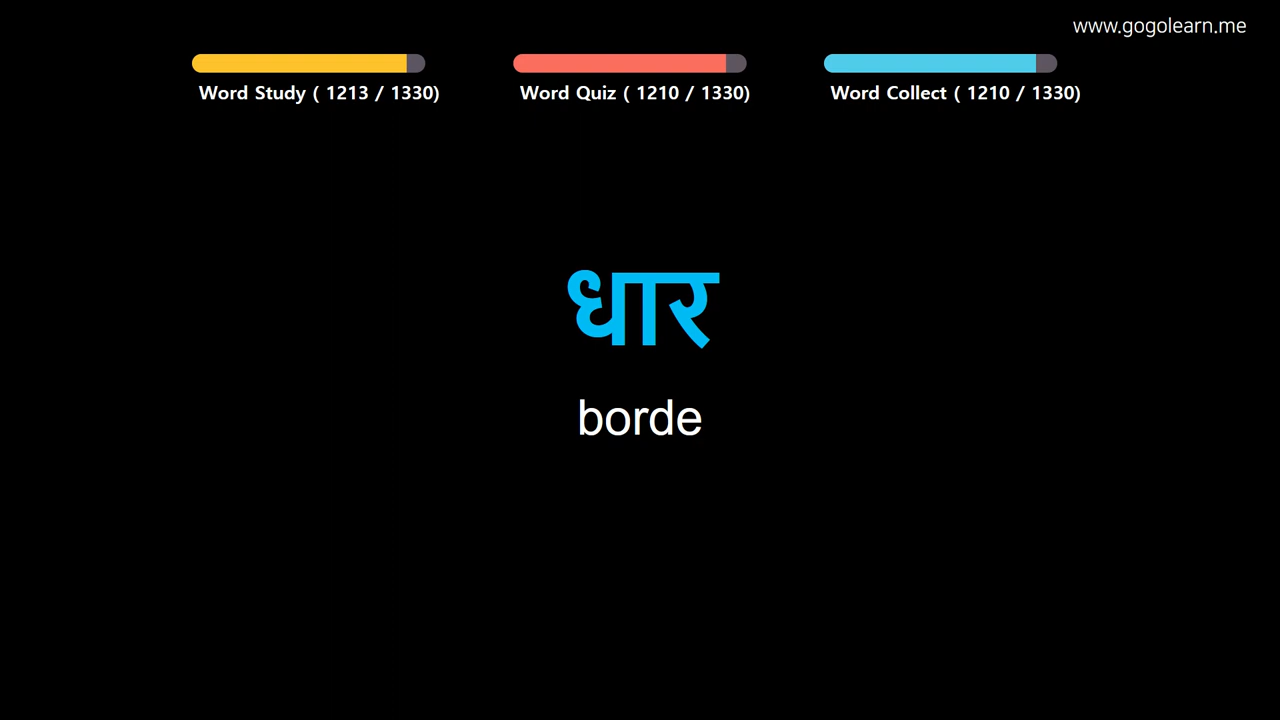 www.gogolearn.me
Word Study ( 1213 / 1330)
Word Quiz ( 1210 / 1330)
Word Collect ( 1210 / 1330)
धार
borde